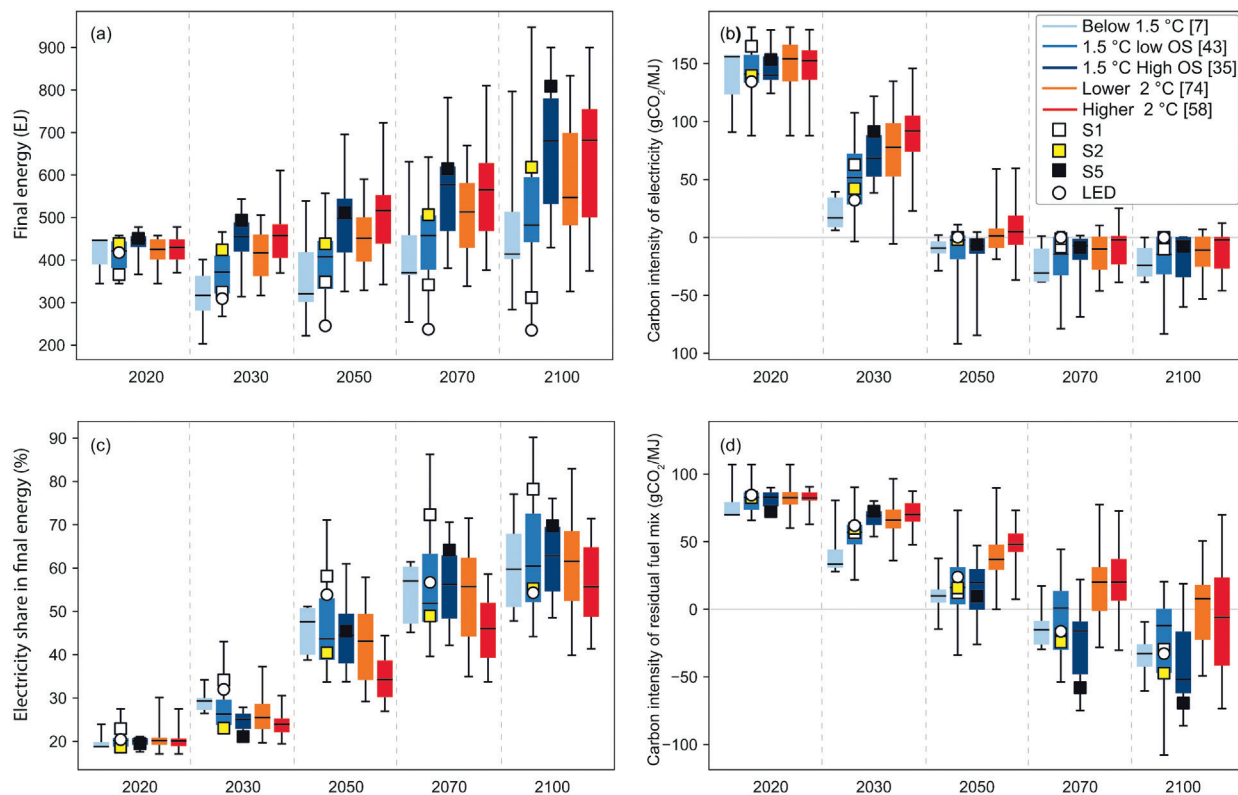 (a)
Final energy (EJ)
900
800
700
600
500
400
300
200
2020 2030 2050 2070 2100
(b)
Carbon intensity of electricity (gCO₂/MJ)
150
100
50
0
−50
100
2020 2030 2050 2070 2100
Below 1.5 °C [7]
1.5 °C low OS [43]
1.5 °C High OS [35]
Lower 2 °C [74]
Higher 2 °C [58]
S1
S2
S5
LED
(c)
Electricity share in final energy (%)
90
80
70
60
50
40
30
20
2020 2030 2050 2070 2100
(d)
Carbon intensity of residual fuel mix (gCO₂/MJ)
100
50
0
−50
−100
2020 2030 2050 2070 2100